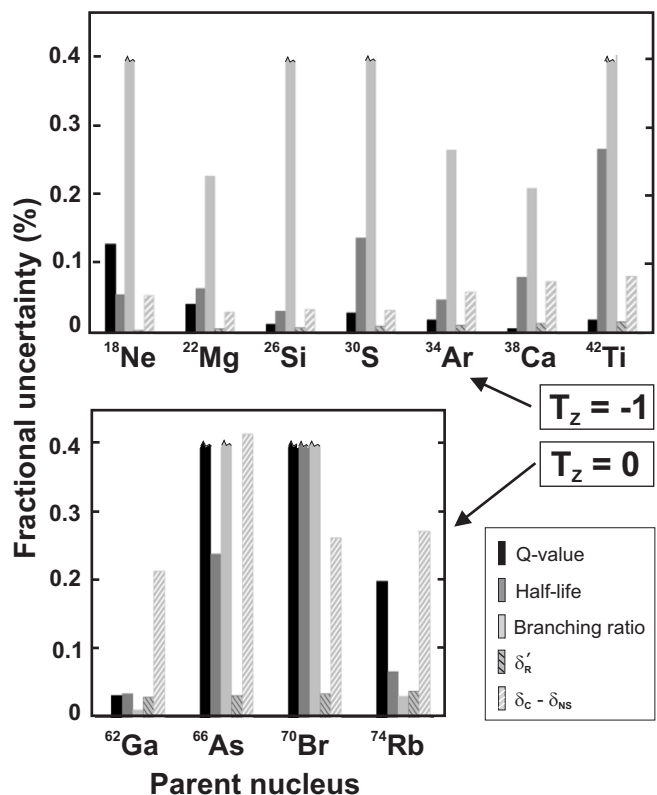 Fractional uncertainty (%)
0.4
0.3
0.2
0.1
0
¹⁸Ne ²²Mg ²⁶Si ³⁰S ³⁴Ar ³⁸Ca ⁴²Ti
T_Z = -1
T_Z = 0
0.4
0.3
0.2
0.1
0
⁶²Ga ⁶⁶As ⁷⁰Br ⁷⁴Rb
Parent nucleus
Q-value
Half-life
Branching ratio
δ_R′
δ_C - δ_NS